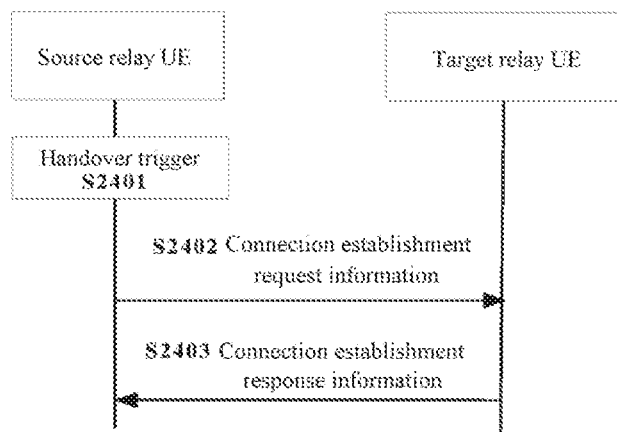 Source relay UE
Target relay UE
Handover trigger
S2401
S2402 Connection establishment
request information
S2403 Connection establishment
response information